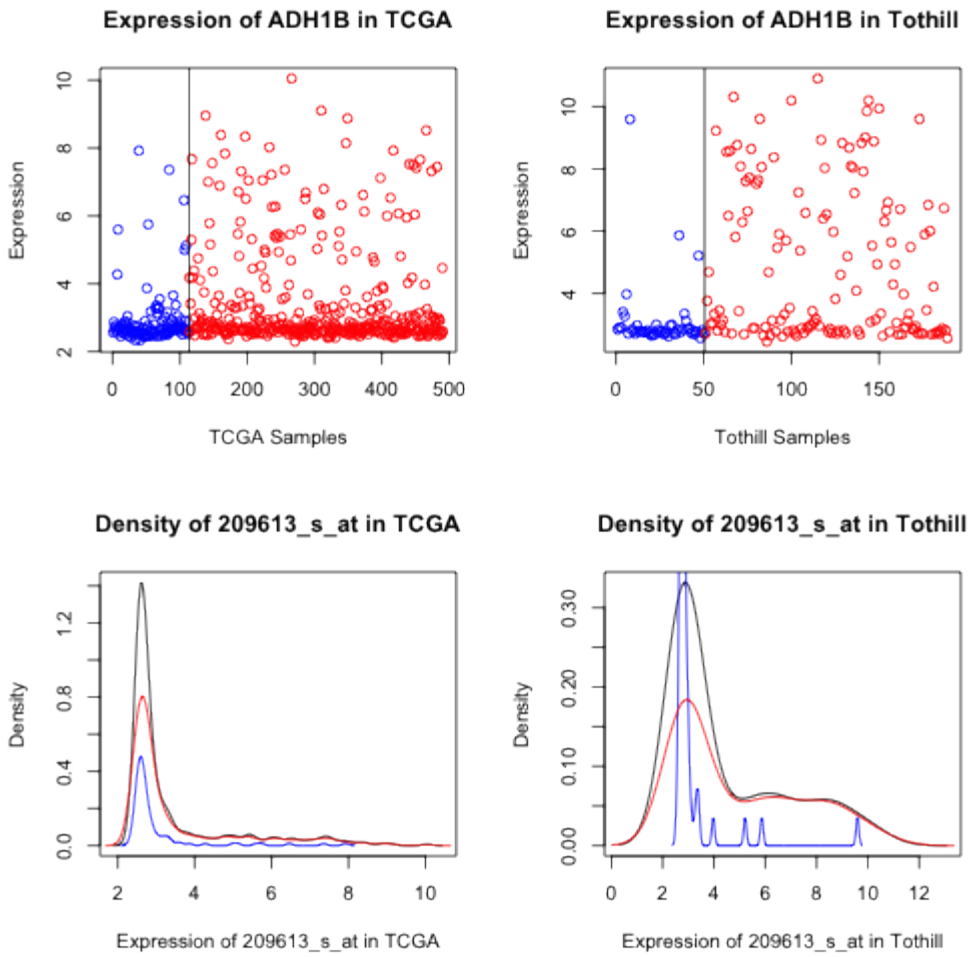 Expression of ADH1B in TCGA
Expression
10
8
6
4
2
0 100 200 300 400 500
TCGA Samples
Expression of ADH1B in Tothill
Expression
10
8
6
4
0 50 100 150
Tothill Samples
Density of 209613_s_at in TCGA
Density
1.2
0.8
0.4
0.0
2 4 6 8 10
Expression of 209613_s_at in TCGA
Density of 209613_s_at in Tothill
Density
0.30
0.20
0.10
0.00
0 2 4 6 8 10 12
Expression of 209613_s_at in Tothill